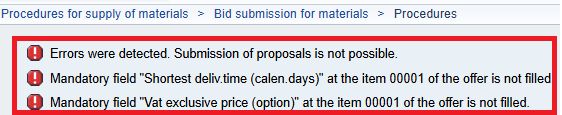 Procedures for supply of materials > Bid submission for materials > Procedures
Errors were detected. Submission of proposals is not possible.
Mandatory field "Shortest deliv.time (calen.days)" at the item 00001 of the offer is not filled
Mandatory field "Vat exclusive price (option)" at the item 00001 of the offer is not filled.